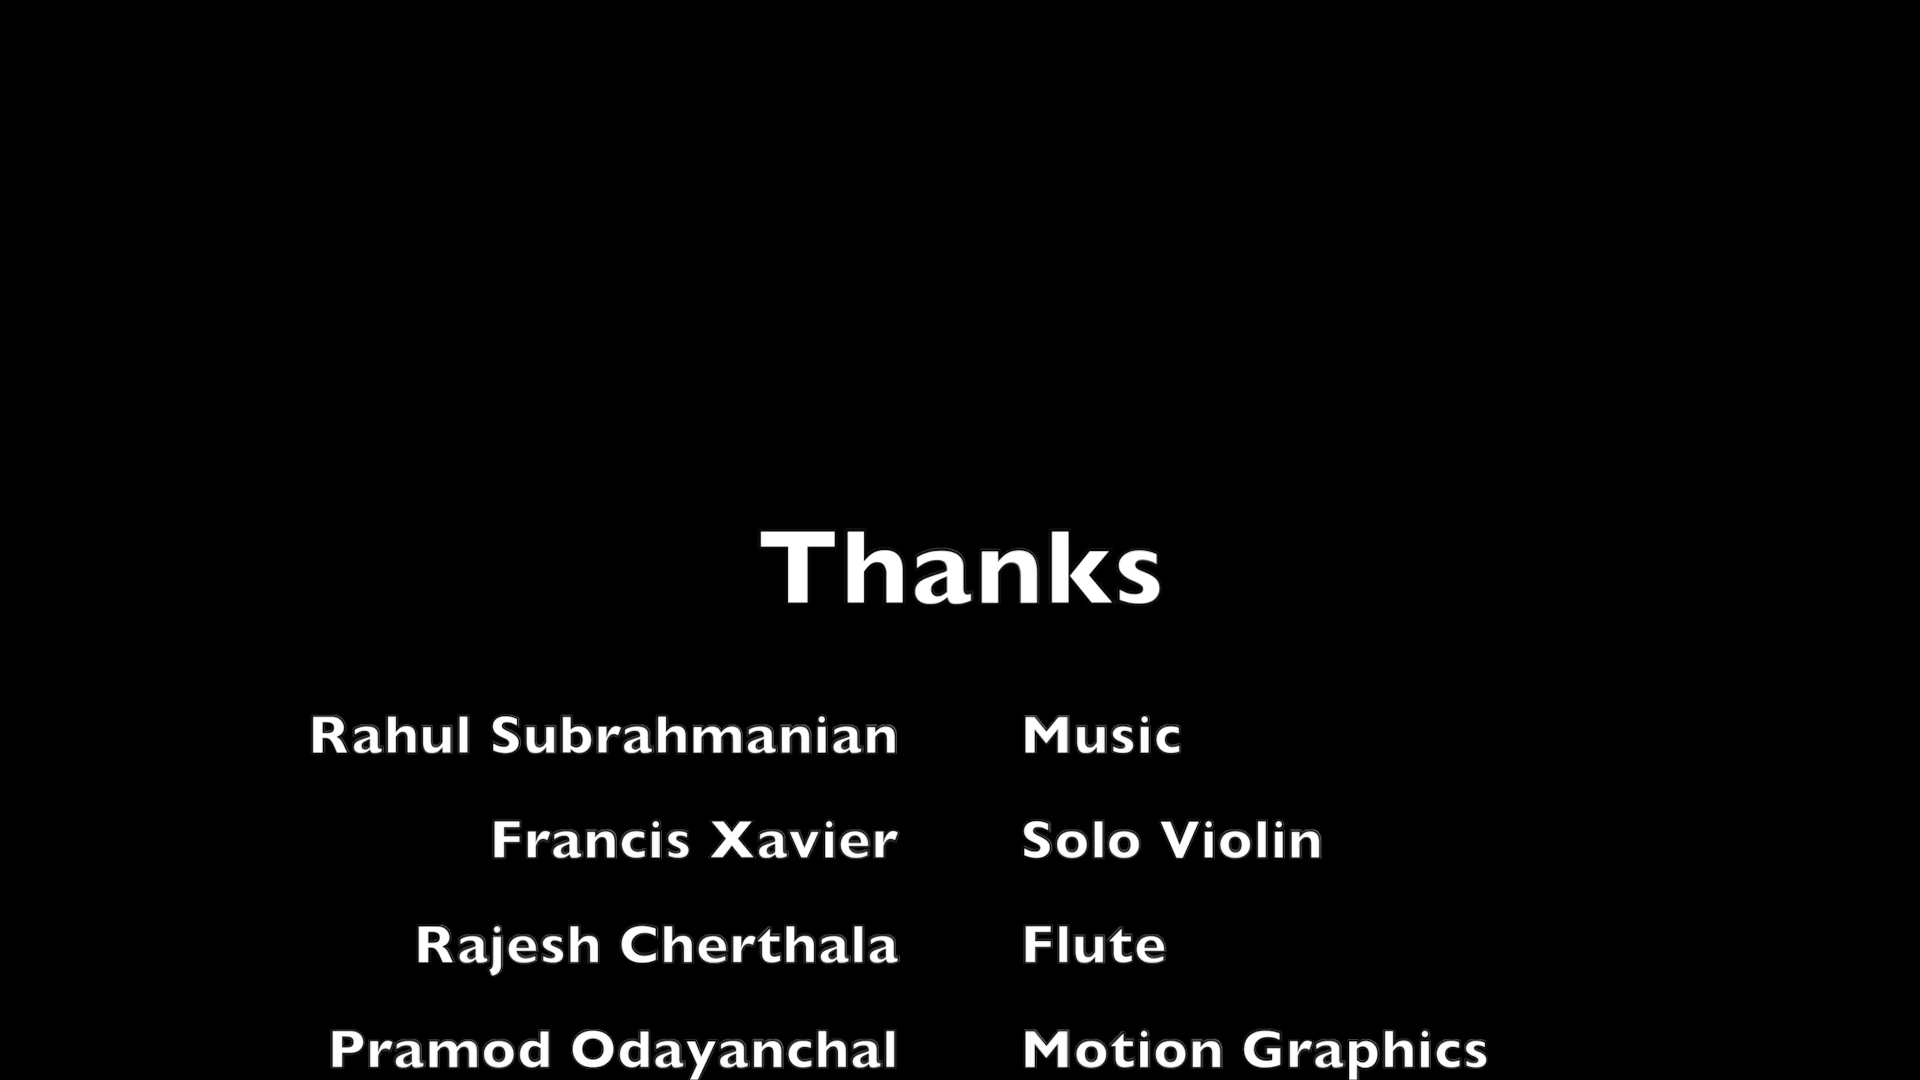 Thanks
Rahul Subrahmanian Music
Francis Xavier Solo Violin
Rajesh Cherthala Flute
Pramod Odayanchal Motion Graphics